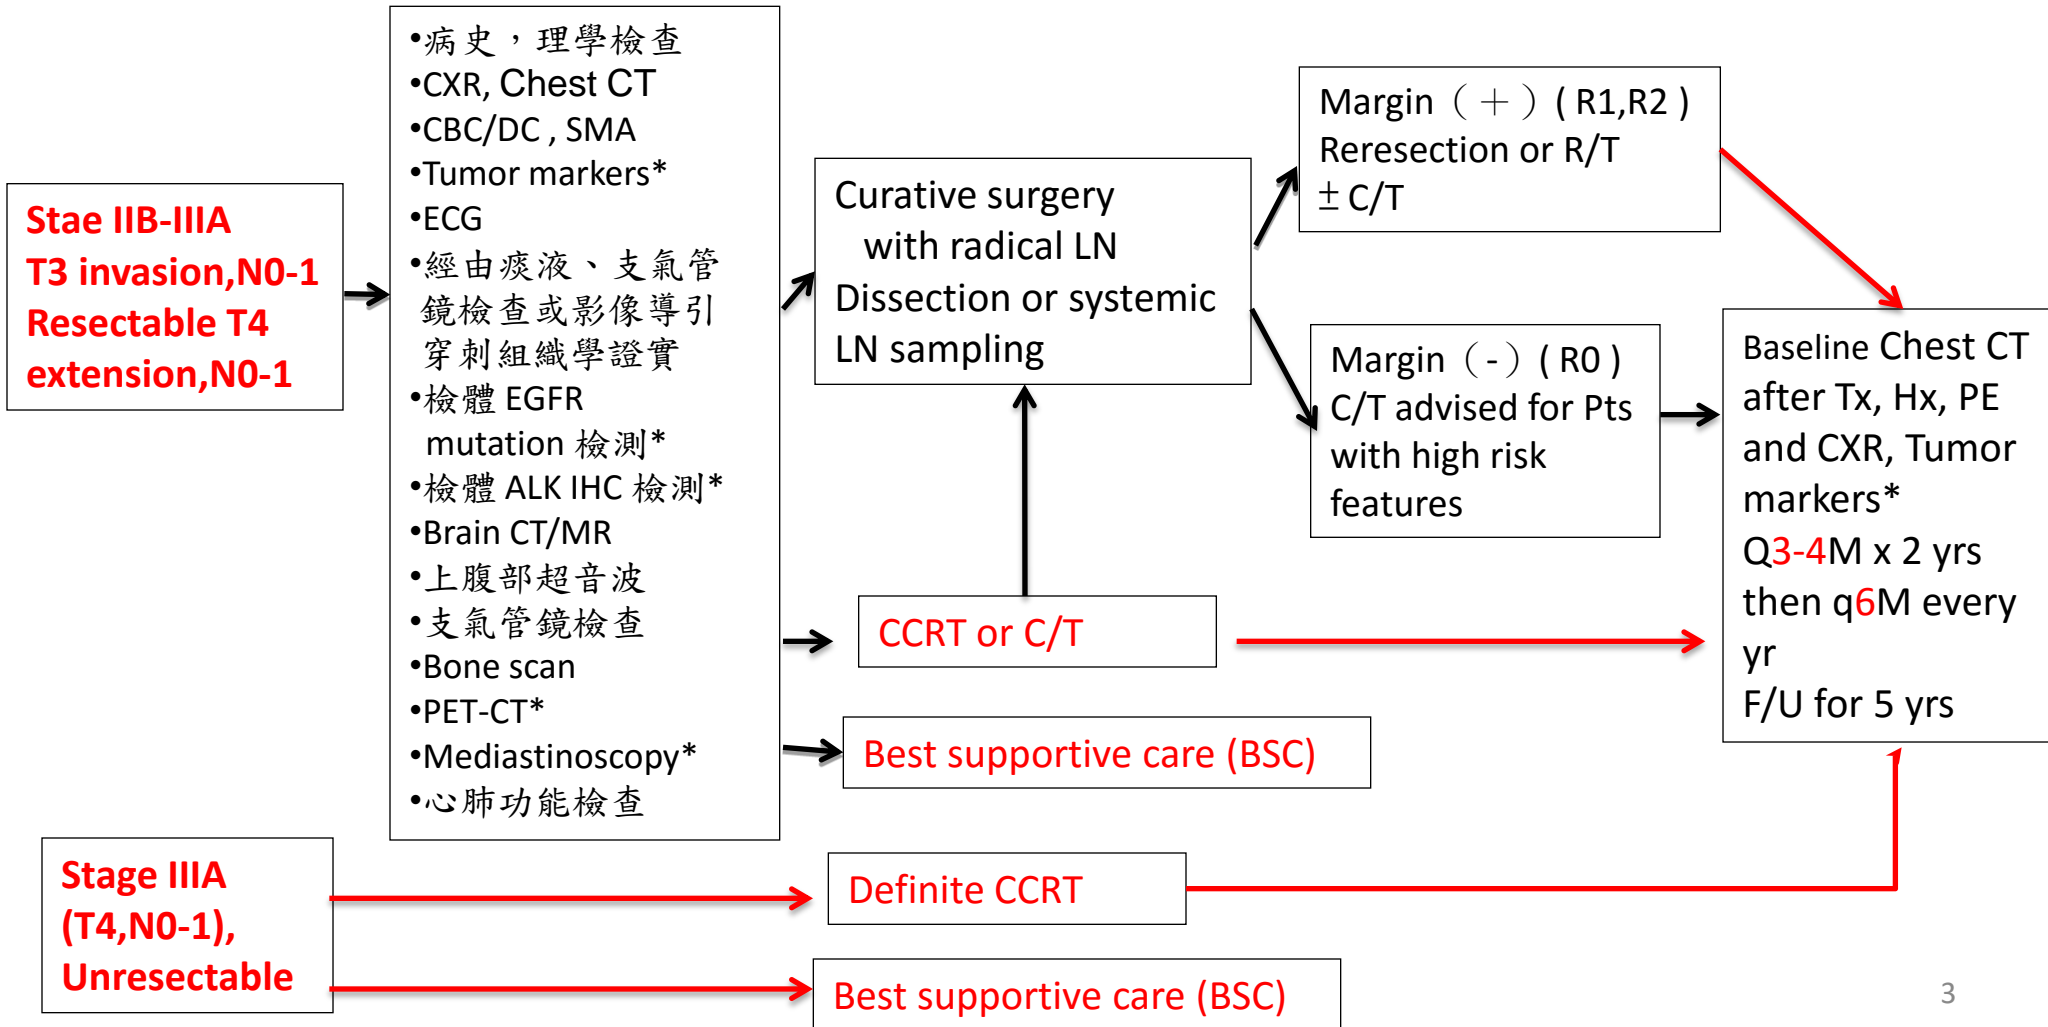 Stae IIB-IIIA
T3 invasion,N0-1
Resectable T4
extension,N0-1
•病史，理學檢查
•CXR, Chest CT
•CBC/DC , SMA
•Tumor markers*
•ECG
•經由痰液、支氣管
鏡檢查或影像導引
穿刺組織學證實
•檢體 EGFR
mutation 檢測*
•檢體 ALK IHC 檢測*
•Brain CT/MR
•上腹部超音波
•支氣管鏡檢查
•Bone scan
•PET-CT*
•Mediastinoscopy*
•心肺功能檢查
Curative surgery
with radical LN
Dissection or systemic
LN sampling
CCRT or C/T
Best supportive care (BSC)
Margin（＋）( R1,R2 )
Reresection or R/T
± C/T
Margin（-）( R0 )
C/T advised for Pts
with high risk
features
Baseline Chest CT
after Tx, Hx, PE
and CXR, Tumor
markers*
Q3-4M x 2 yrs
then q6M every
yr
F/U for 5 yrs
Stage IIIA
(T4,N0-1),
Unresectable
Definite CCRT
Best supportive care (BSC)
3